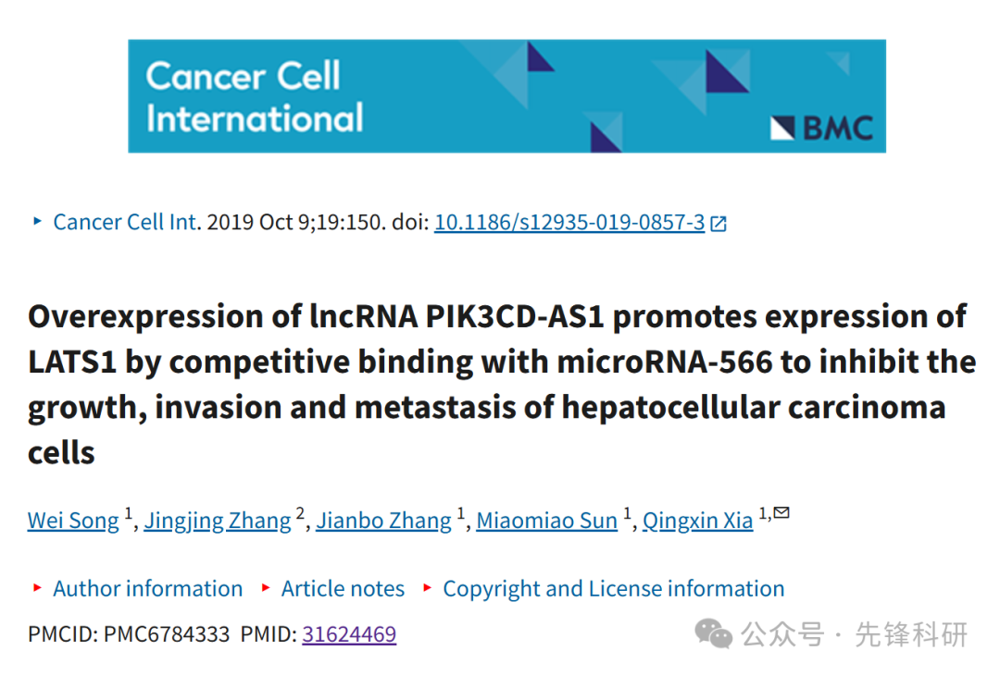 Cancer Cell
International
BMC
Cancer Cell Int. 2019 Oct 9;19:150. doi: 10.1186/s12935-019-0857-3
Overexpression of lncRNA PIK3CD-AS1 promotes expression of
LATS1 by competitive binding with microRNA-566 to inhibit the
growth, invasion and metastasis of hepatocellular carcinoma
cells
Wei Song 1, Jingjing Zhang 2, Jianbo Zhang 1, Miaomiao Sun 1, Qingxin Xia 1,✉
Author information Article notes Copyright and License information
PMCID: PMC6784333 PMID: 31624469
公众号 · 先锋科研